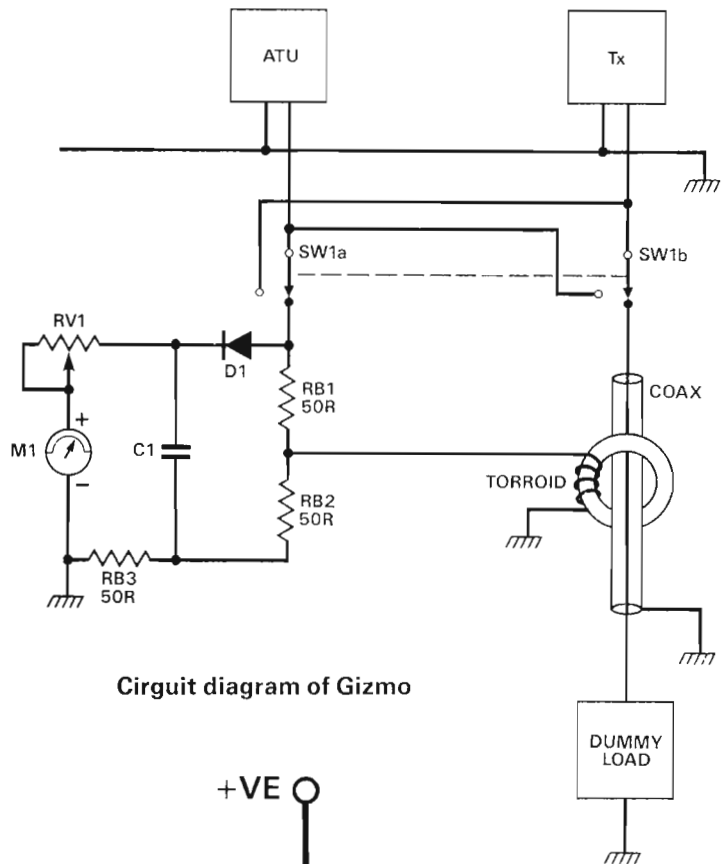 ATU
Tx
SW1a
SW1b
RV1
D1
RB1
50R
COAX
M1
+
-
C1
TORROID
RB2
50R
RB3
50R
Cirguit diagram of Gizmo
DUMMY
LOAD
+VE